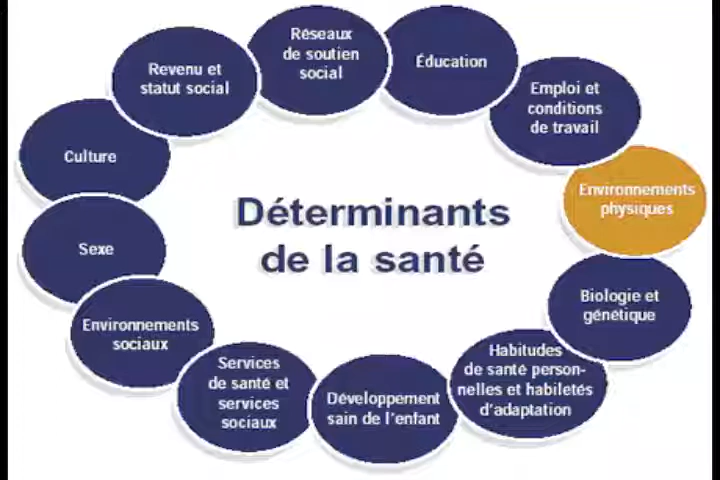 Déterminants
de la santé
Réseaux
de soutien
social
Éducation
Emploi et
conditions
de travail
Environnements
physiques
Biologie et
génétique
Habitudes
de santé person-
nelles et habiletés
d'adaptation
Développement
sain de l'enfant
Services
de santé et
services
sociaux
Environnements
sociaux
Sexe
Culture
Revenu et
statut social